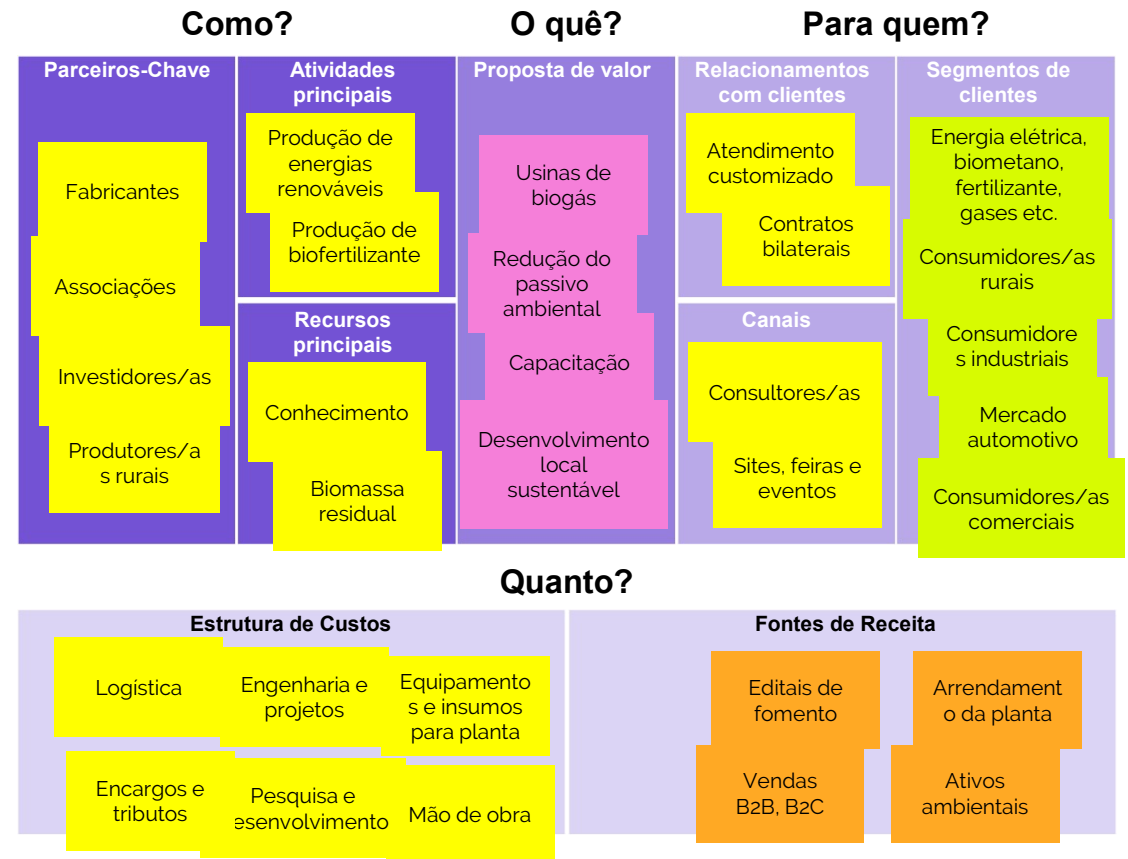 Como?
O quê?
Para quem?
Parceiros-Chave
Fabricantes
Associações
Investidores/as
Produtores/a
s rurais
Atividades
principais
Produção de
energias
renováveis
Produção de
biofertilizante
Recursos
principais
Conhecimento
Biomassa
residual
Proposta de valor
Usinas de
biogás
Redução do
passivo
ambiental
Capacitação
Desenvolvimento
local
sustentável
Relacionamentos
com clientes
Atendimento
customizado
Contratos
bilaterais
Canais
Consultores/as
Sites, feiras e
eventos
Segmentos de
clientes
Energia elétrica,
biometano,
fertilizante,
gases etc.
Consumidores/as
rurais
Consumidore
s industriais
Mercado
automotivo
Consumidores/as
comerciais
Quanto?
Estrutura de Custos
Logística
Engenharia e
projetos
Equipamento
s e insumos
para planta
Encargos e
tributos
Pesquisa e
esenvolvimento
Mão de obra
Fontes de Receita
Editais de
fomento
Arrendament
o da planta
Vendas
B2B, B2C
Ativos
ambientais